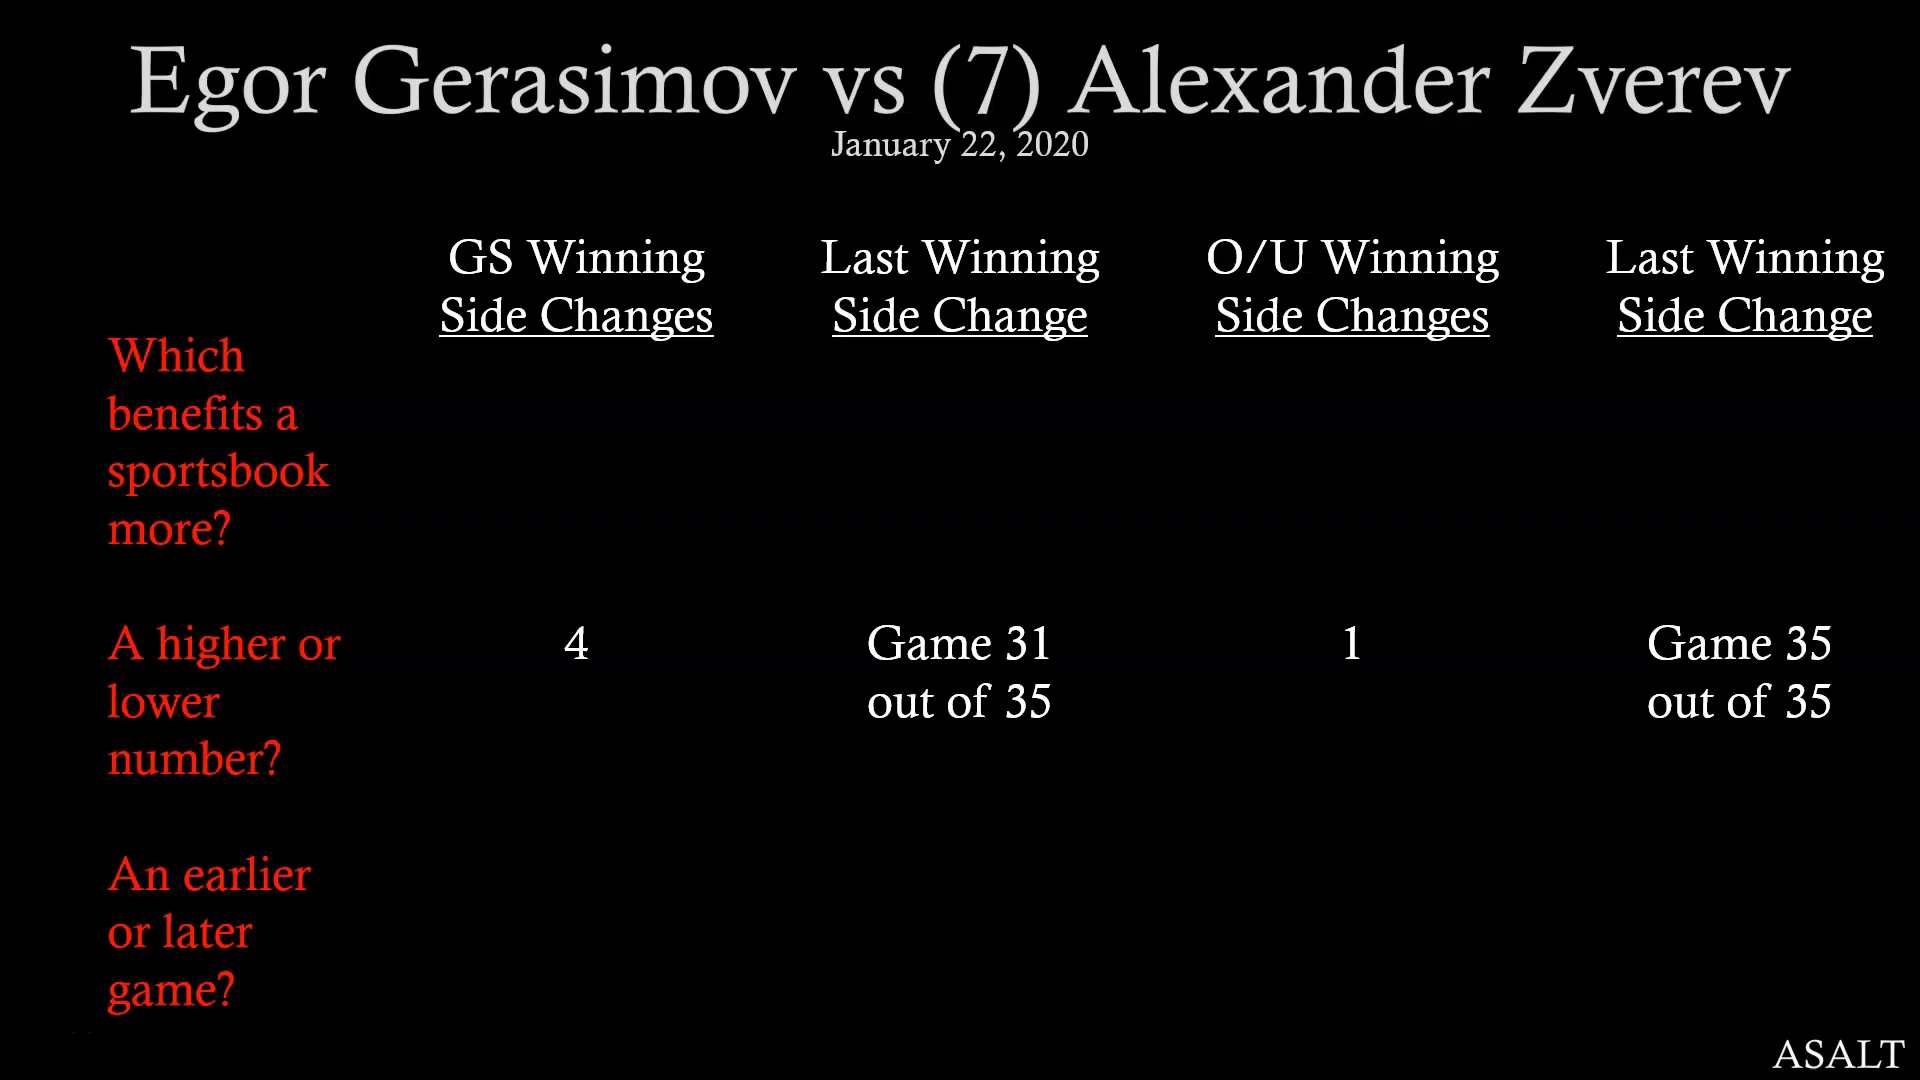 Egor Gerasimov vs (7) Alexander Zverev
January 22, 2020
GS Winning Side Changes
Last Winning Side Change
O/U Winning Side Changes
Last Winning Side Change
Which
benefits a
sportsbook
more?
A higher or
lower
number?
4
Game 31
out of 35
1
Game 35
out of 35
An earlier
or later
game?
ASALT